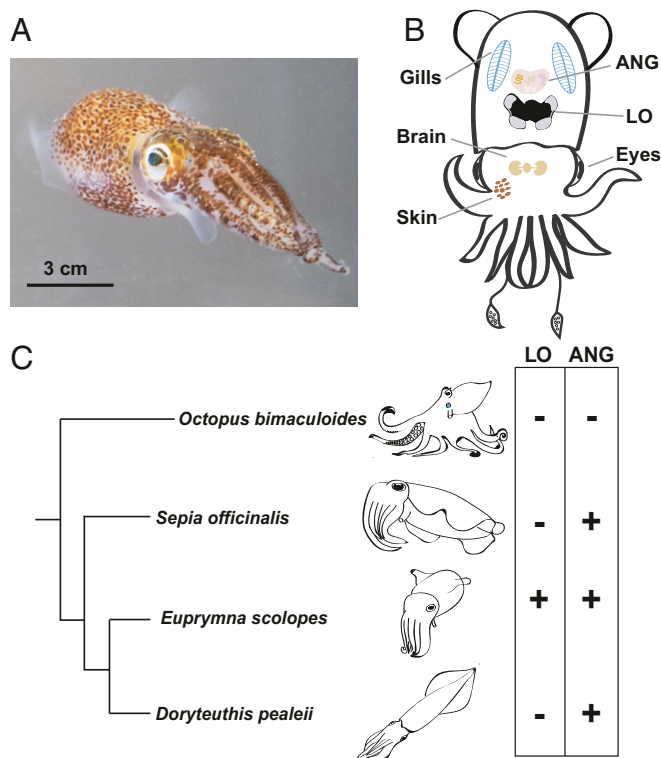 A
3 cm
B
Gills
ANG
LO
Brain
Eyes
Skin
C
LO ANG
Octopus bimaculoides - -
Sepia officinalis - +
Euprymna scolopes + +
Doryteuthis pealeii - +